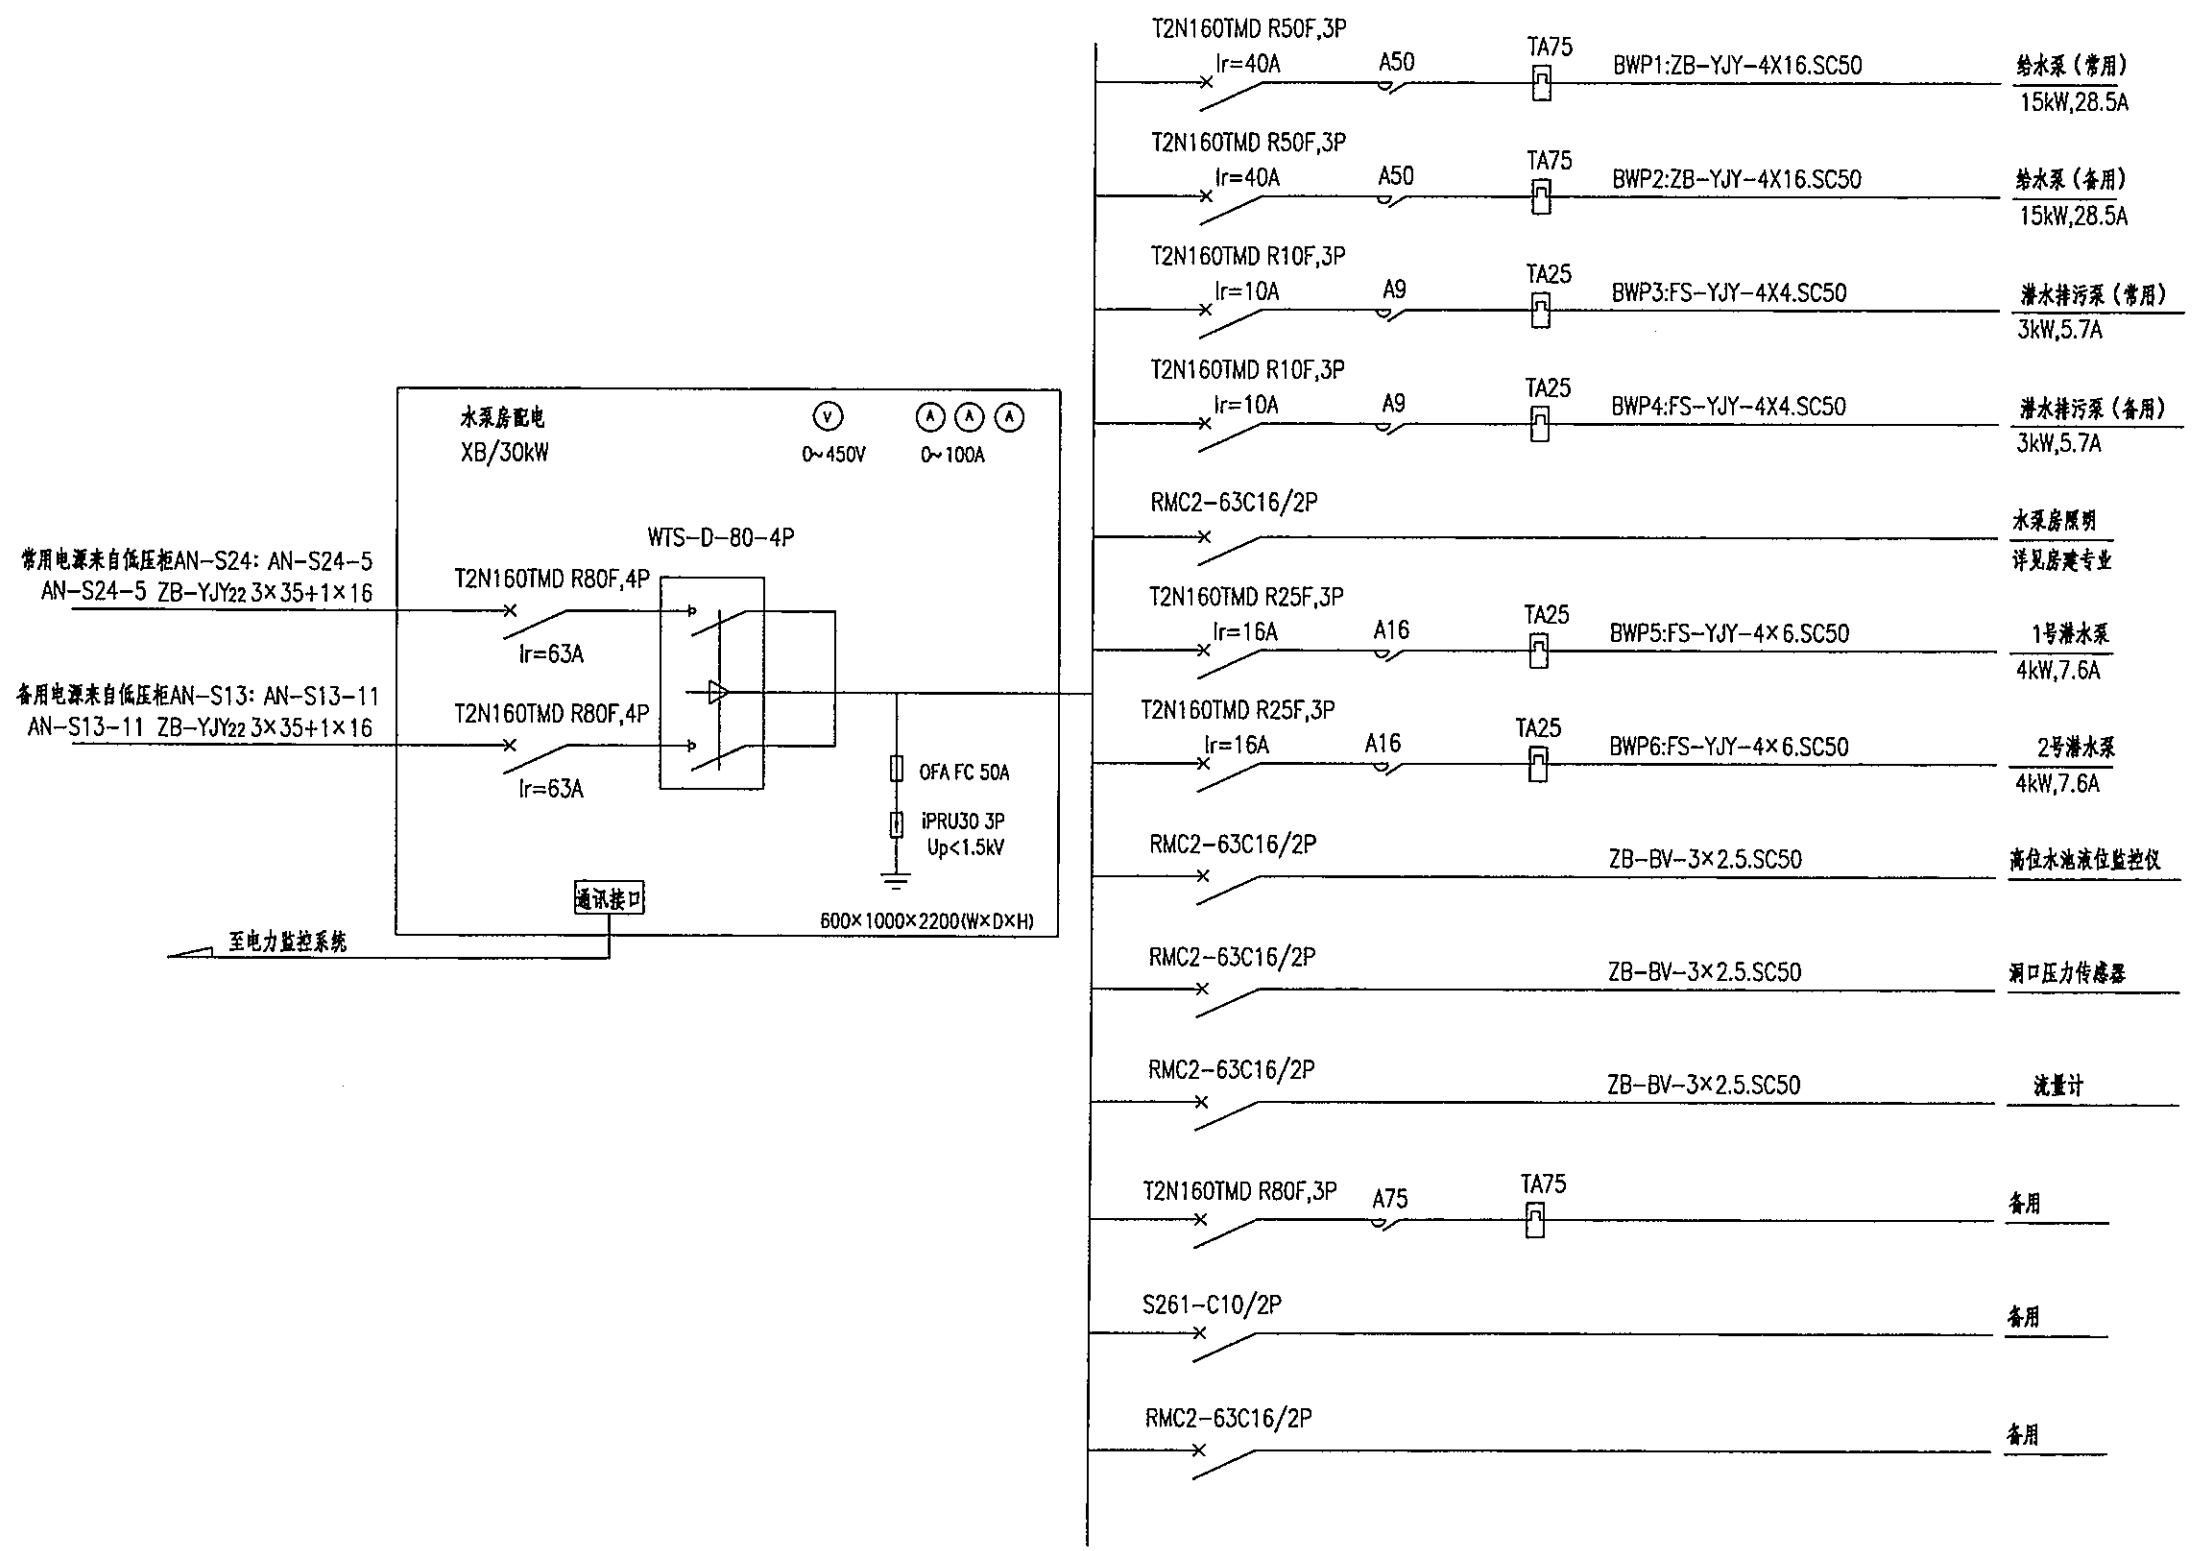 水泵房配电
XB/30kW
V
A A A
0~450V
0~100A
WTS-D-80-4P
常用电源来自低压柜AN-S24: AN-S24-5
AN-S24-5 ZB-YJY22 3×35+1×16
T2N160TMD R80F,4P
Ir=63A
备用电源来自低压柜AN-S13: AN-S13-11
AN-S13-11 ZB-YJY22 3×35+1×16
T2N160TMD R80F,4P
Ir=63A
OFA FC 50A
iPRU30 3P
Up<1.5kV
通讯接口
600×1000×2200(W×D×H)
至电力监控系统
T2N160TMD R50F,3P
Ir=40A
A50
TA75
BWP1:ZB-YJY-4X16.SC50
给水泵(常用)
15kW,28.5A
T2N160TMD R50F,3P
Ir=40A
A50
TA75
BWP2:ZB-YJY-4X16.SC50
给水泵(备用)
15kW,28.5A
T2N160TMD R10F,3P
Ir=10A
A9
TA25
BWP3:FS-YJY-4X4.SC50
潜水排污泵(常用)
3kW,5.7A
T2N160TMD R10F,3P
Ir=10A
A9
TA25
BWP4:FS-YJY-4X4.SC50
潜水排污泵(备用)
3kW,5.7A
RMC2-63C16/2P
水泵房照明
详见房建专业
T2N160TMD R25F,3P
Ir=16A
A16
TA25
BWP5:FS-YJY-4×6.SC50
1号潜水泵
4kW,7.6A
T2N160TMD R25F,3P
Ir=16A
A16
TA25
BWP6:FS-YJY-4×6.SC50
2号潜水泵
4kW,7.6A
RMC2-63C16/2P
ZB-BV-3×2.5.SC50
高位水池液位监控仪
RMC2-63C16/2P
ZB-BV-3×2.5.SC50
洞口压力传感器
RMC2-63C16/2P
ZB-BV-3×2.5.SC50
流量计
T2N160TMD R80F,3P
A75
TA75
备用
S261-C10/2P
备用
RMC2-63C16/2P
备用